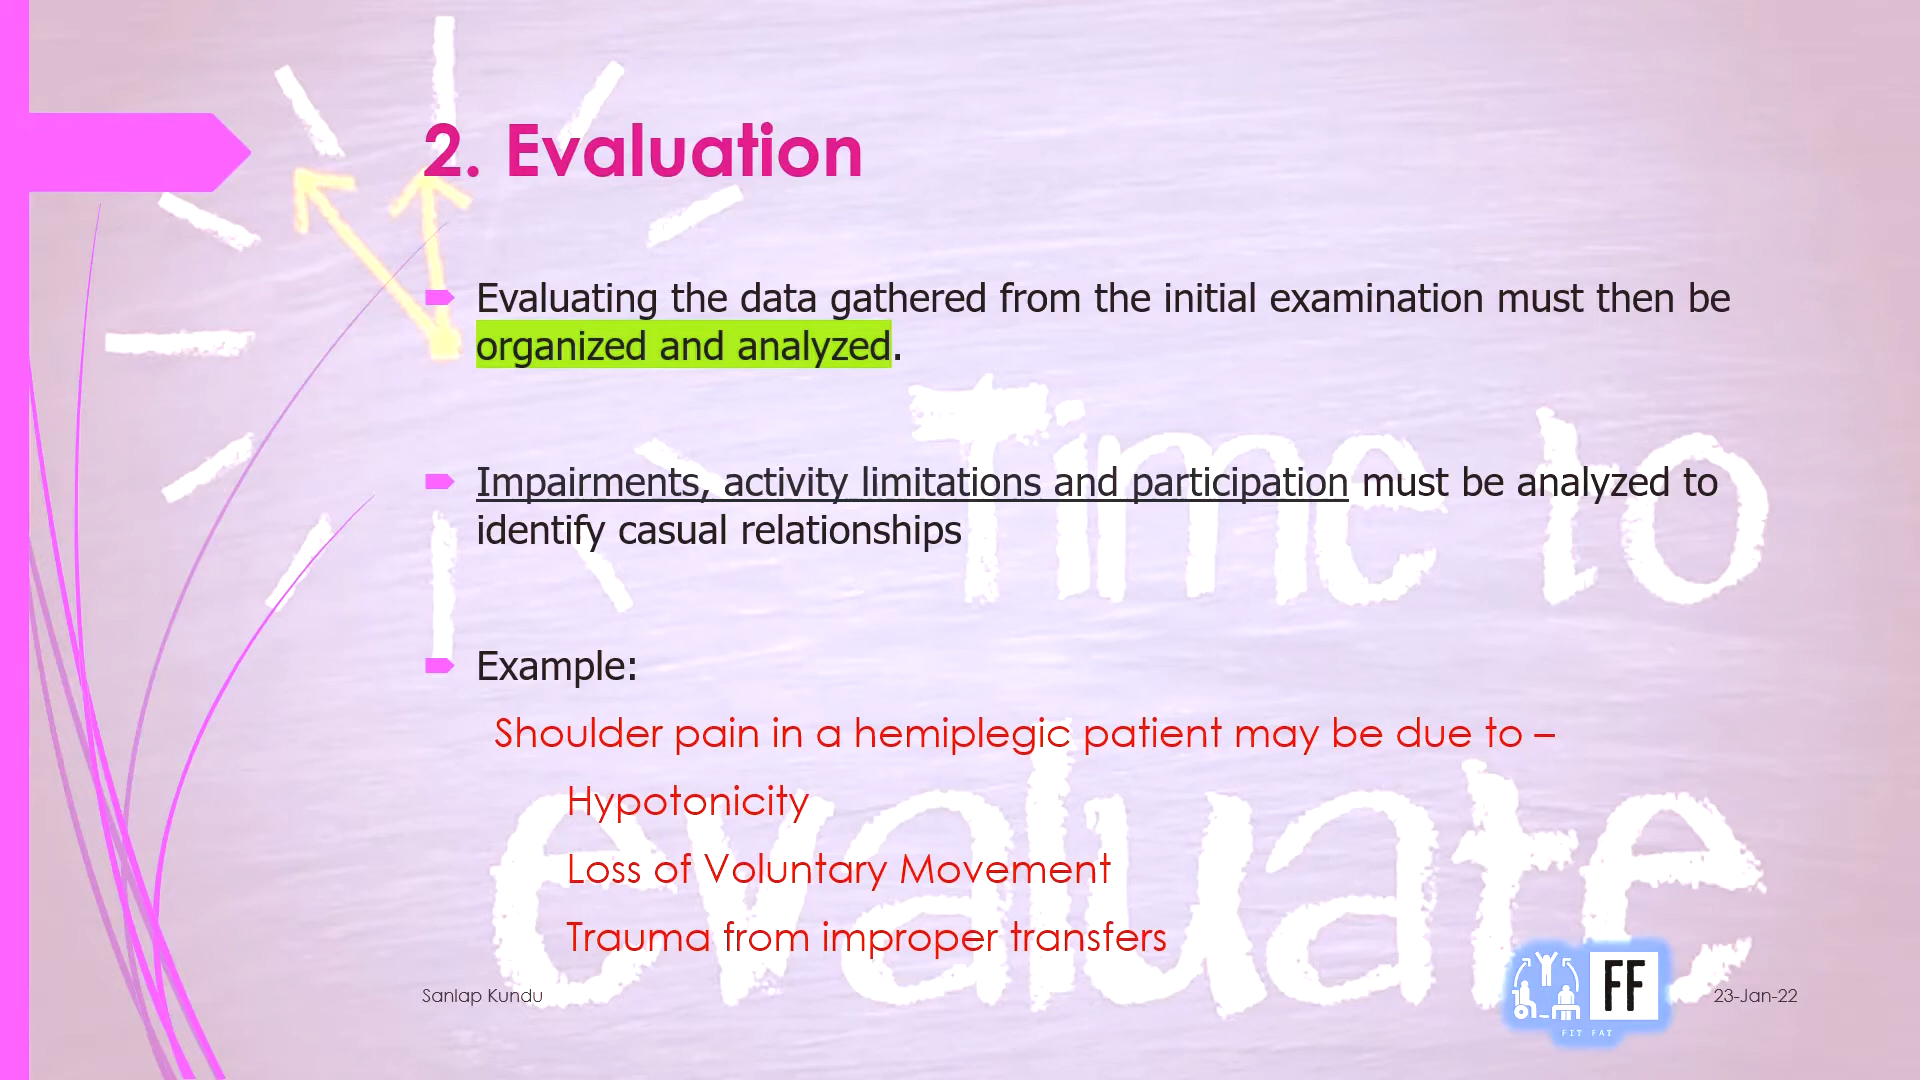 2. Evaluation
Evaluating the data gathered from the initial examination must then be
organized and analyzed.
Impairments, activity limitations and participation must be analyzed to
identify casual relationships
Time to
Example:
Shoulder pain in a hemiplegic patient may be due to –
Hypotonicity
Loss of Voluntary Movement
Trauma from improper transfers
evaluate
Sanlap Kundu
FF
FIT FAT
23-Jan-22